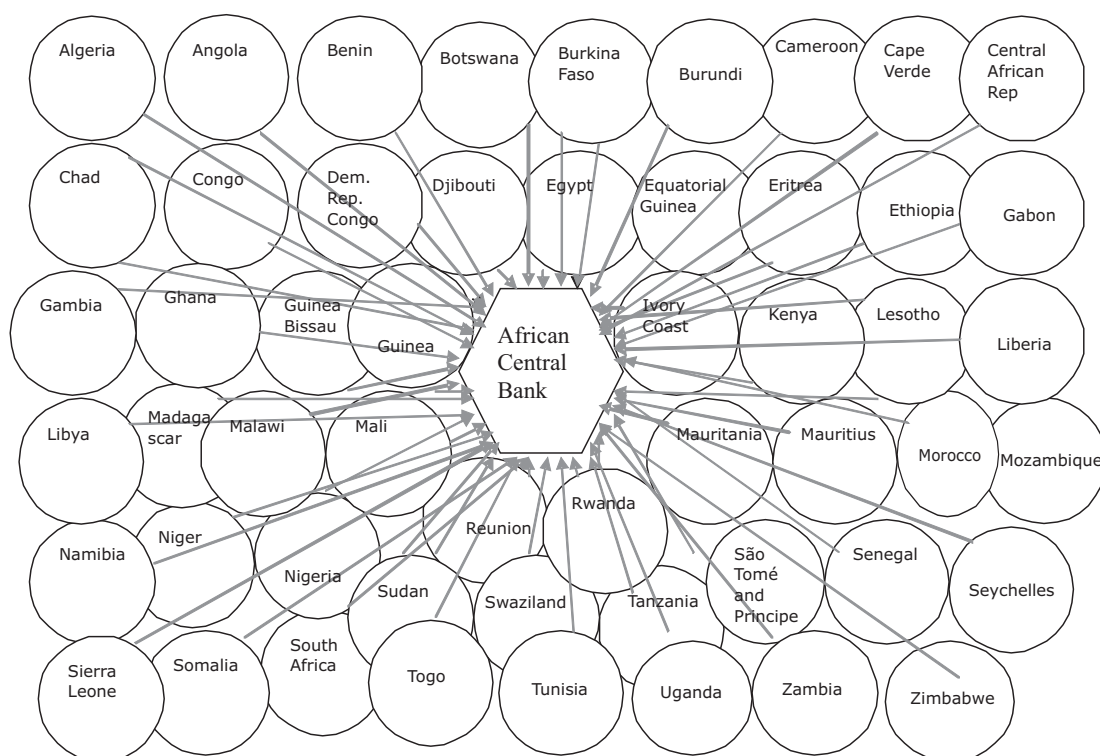 Algeria
Angola
Benin
Botswana
Burkina
Faso
Burundi
Cameroon
Cape
Verde
Central
African
Rep
Chad
Congo
Dem.
Rep.
Congo
Djibouti
Egypt
Equatorial
Guinea
Eritrea
Ethiopia
Gabon
Gambia
Ghana
Guinea
Bissau
Guinea
African
Central
Bank
Ivory
Coast
Kenya
Lesotho
Liberia
Libya
Madaga
scar
Malawi
Mali
Mauritania
Mauritius
Morocco
Mozambique
Namibia
Niger
Nigeria
Reunion
Rwanda
São
Tomé
and
Principe
Senegal
Seychelles
Sierra
Leone
Somalia
South
Africa
Sudan
Swaziland
Tanzania
Togo
Tunisia
Uganda
Zambia
Zimbabwe